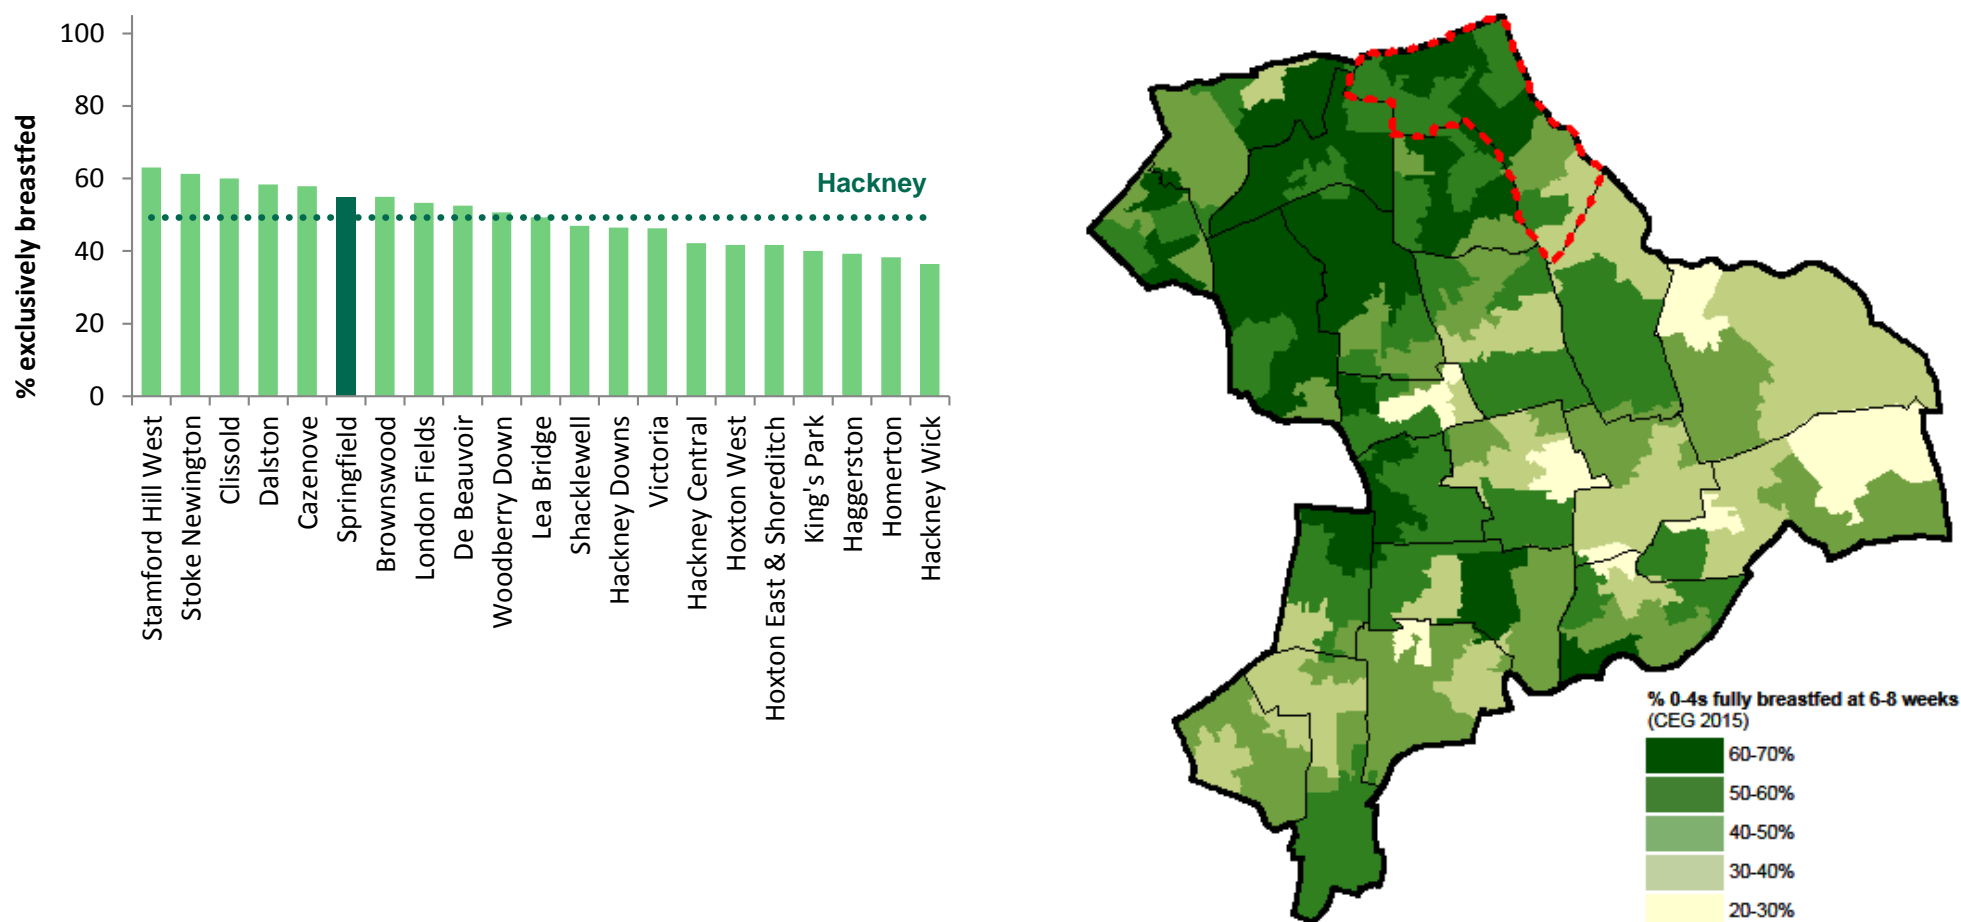 % exclusively breastfed
100
80
60
40
20
0
Hackney
Stamford Hill West
Stoke Newington
Clissold
Dalston
Cazenove
Springfield
Brownswood
London Fields
De Beauvoir
Woodberry Down
Lea Bridge
Shacklewell
Hackney Downs
Victoria
Hackney Central
Hoxton West
Hoxton East & Shoreditch
King's Park
Haggerston
Homerton
Hackney Wick
% 0-4s fully breastfed at 6-8 weeks
(CEG 2015)
60-70%
50-60%
40-50%
30-40%
20-30%